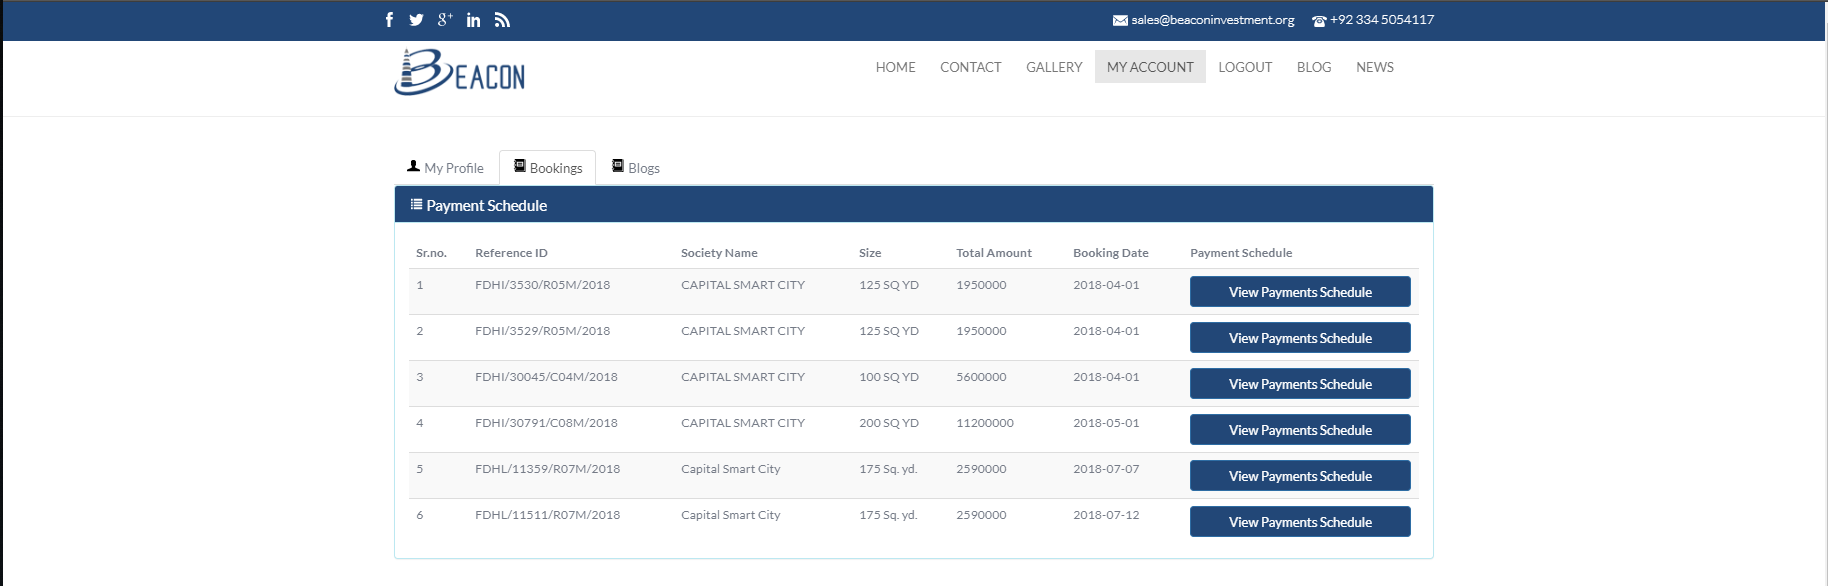 f g+ in sales@beaconinvestment.org +92 334 5054117
BEACON HOME CONTACT GALLERY MY ACCOUNT LOGOUT BLOG NEWS
My Profile Bookings Blogs
Payment Schedule
Sr.no. Reference ID Society Name Size Total Amount Booking Date Payment Schedule
1 FDHI/3530/R05M/2018 CAPITAL SMART CITY 125 SQ YD 1950000 2018-04-01 View Payments Schedule
2 FDHI/3529/R05M/2018 CAPITAL SMART CITY 125 SQ YD 1950000 2018-04-01 View Payments Schedule
3 FDHI/30045/C04M/2018 CAPITAL SMART CITY 100 SQ YD 5600000 2018-04-01 View Payments Schedule
4 FDHI/30791/C08M/2018 CAPITAL SMART CITY 200 SQ YD 11200000 2018-05-01 View Payments Schedule
5 FDHL/11359/R07M/2018 Capital Smart City 175 Sq. yd. 2590000 2018-07-07 View Payments Schedule
6 FDHL/11511/R07M/2018 Capital Smart City 175 Sq. yd. 2590000 2018-07-12 View Payments Schedule